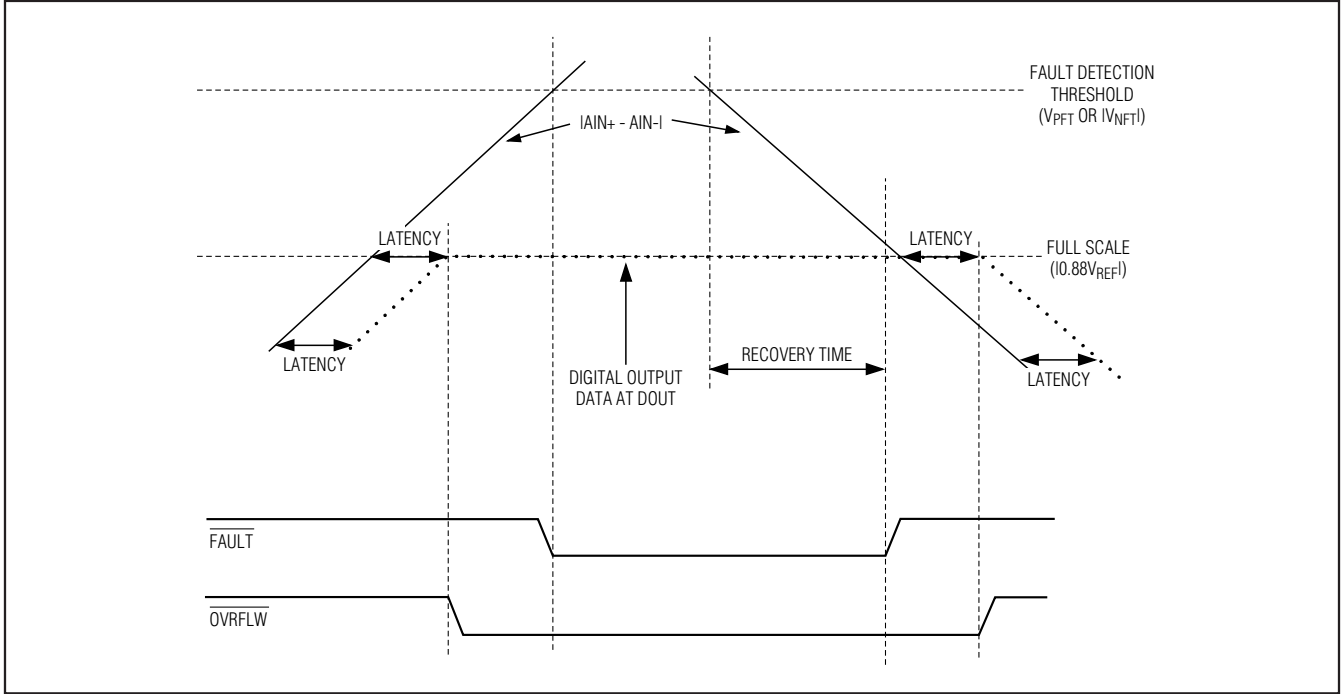 FAULT DETECTION
THRESHOLD
(VPFT OR |VNFT|)
|AIN+ - AIN-|
LATENCY
LATENCY
FULL SCALE
(|0.88VREF|)
LATENCY
RECOVERY TIME
LATENCY
DIGITAL OUTPUT
DATA AT DOUT
FAULT
OVRFLW